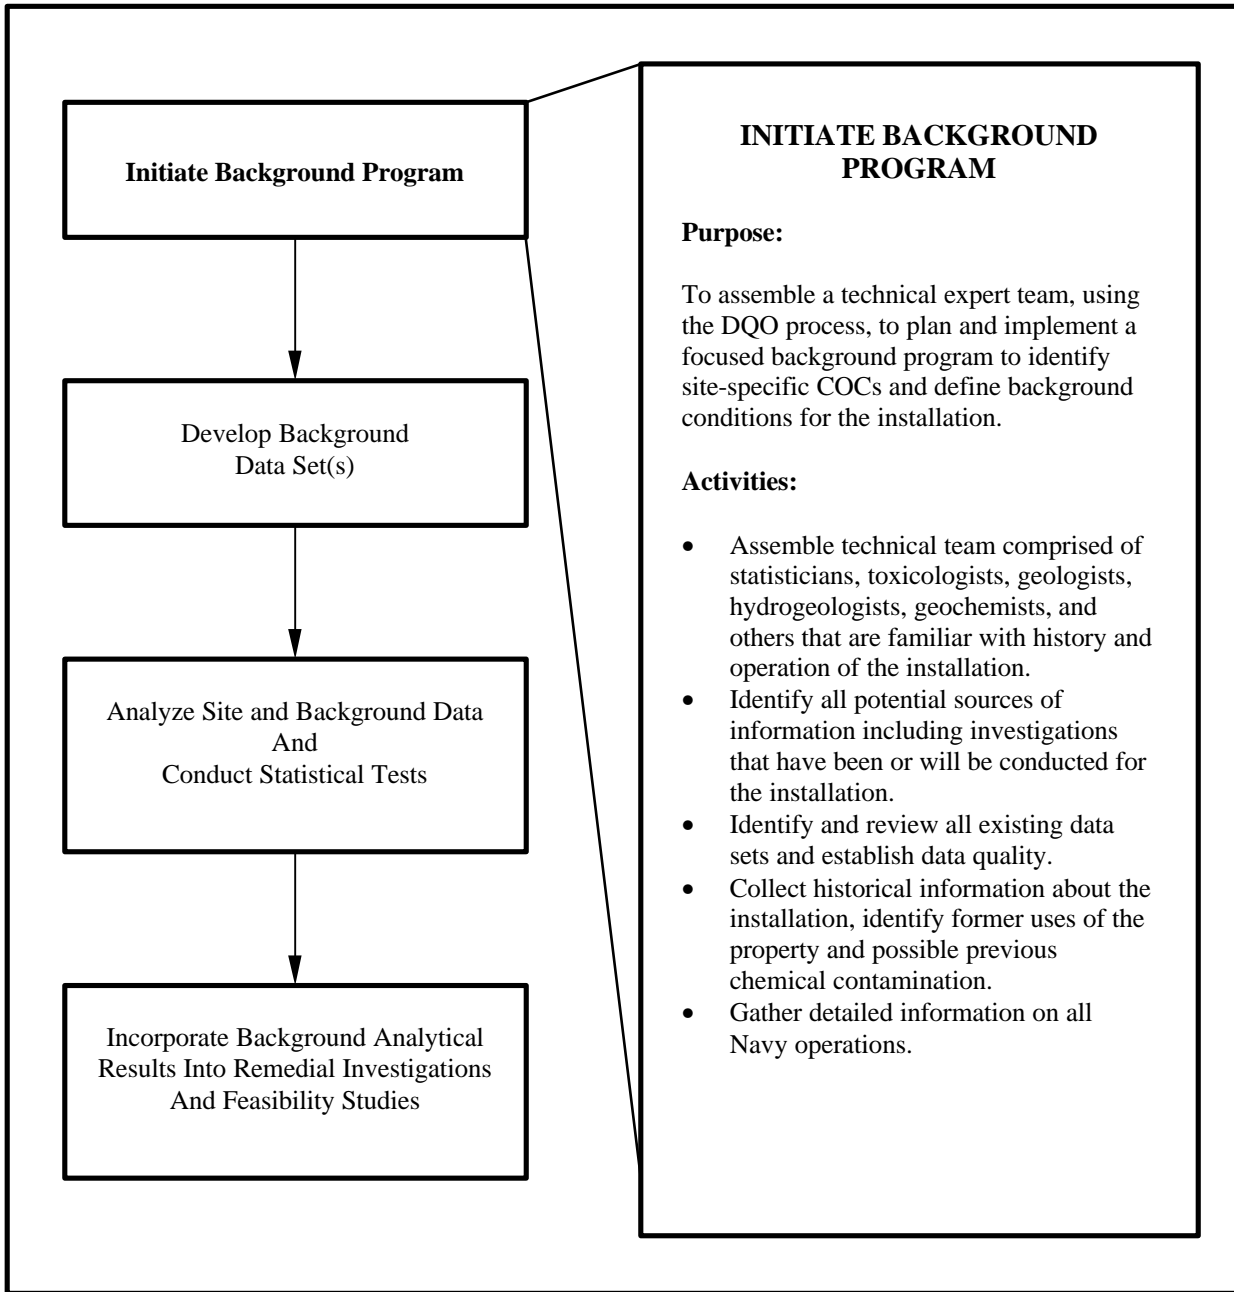 Initiate Background Program
Develop Background
Data Set(s)
Analyze Site and Background Data
And
Conduct Statistical Tests
Incorporate Background Analytical
Results Into Remedial Investigations
And Feasibility Studies
INITIATE BACKGROUND
PROGRAM
Purpose:
To assemble a technical expert team, using
the DQO process, to plan and implement a
focused background program to identify
site-specific COCs and define background
conditions for the installation.
Activities:
• Assemble technical team comprised of
statisticians, toxicologists, geologists,
hydrogeologists, geochemists, and
others that are familiar with history and
operation of the installation.
• Identify all potential sources of
information including investigations
that have been or will be conducted for
the installation.
• Identify and review all existing data
sets and establish data quality.
• Collect historical information about the
installation, identify former uses of the
property and possible previous
chemical contamination.
• Gather detailed information on all
Navy operations.